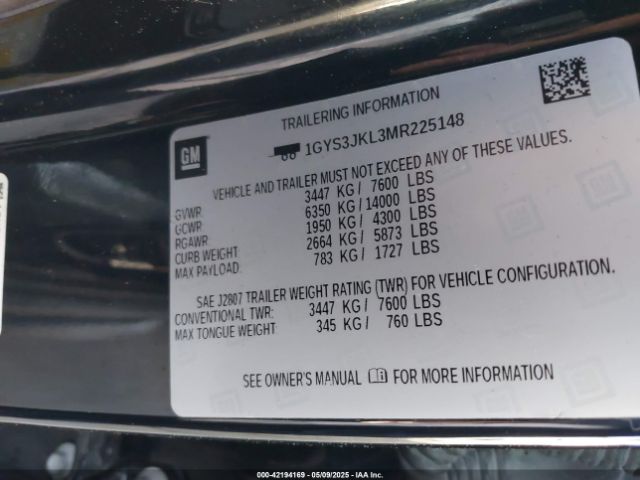 TRAILERING INFORMATION
GM
1GYS3JKL3MR225148
VEHICLE AND TRAILER MUST NOT EXCEED ANY OF THESE VALUES.
GVWR: 3447 KG/ 7600 LBS
GCWR: 6350 KG/ 14000 LBS
RGAWR: 1950 KG/ 4300 LBS
CURB WEIGHT: 2664 KG/ 5873 LBS
MAX PAYLOAD: 783 KG/ 1727 LBS
SAE J2807 TRAILER WEIGHT RATING (TWR) FOR VEHICLE CONFIGURATION.
CONVENTIONAL TWR: 3447 KG/ 7600 LBS
MAX TONGUE WEIGHT: 345 KG/ 760 LBS
SEE OWNER'S MANUAL FOR MORE INFORMATION
000-42194169 - 05/09/2025 - IAA Inc.